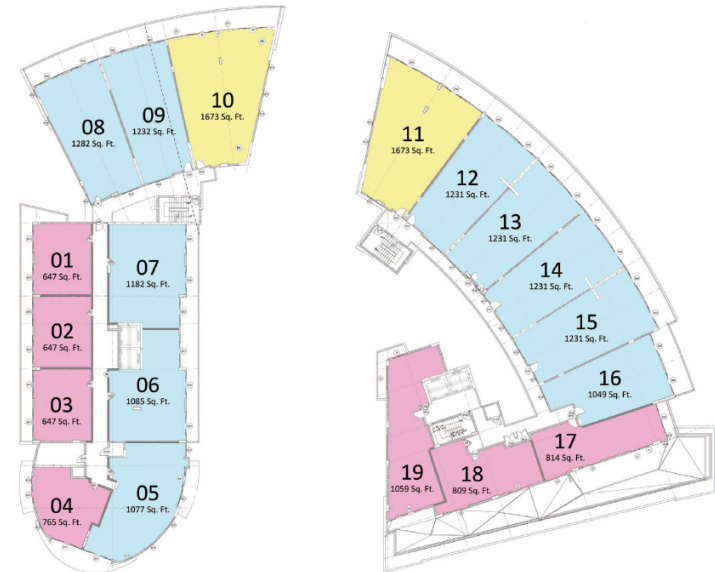 10
1673 Sq. Ft.
09
1232 Sq. Ft.
08
1282 Sq. Ft.
01
647 Sq. Ft.
07
1182 Sq. Ft.
02
647 Sq. Ft.
06
1085 Sq. Ft.
03
647 Sq. Ft.
04
765 Sq. Ft.
05
1077 Sq. Ft.
11
1673 Sq. Ft.
12
1231 Sq. Ft.
13
1231 Sq. Ft.
14
1231 Sq. Ft.
15
1231 Sq. Ft.
16
1049 Sq. Ft.
17
814 Sq. Ft.
18
809 Sq. Ft.
19
1059 Sq. Ft.